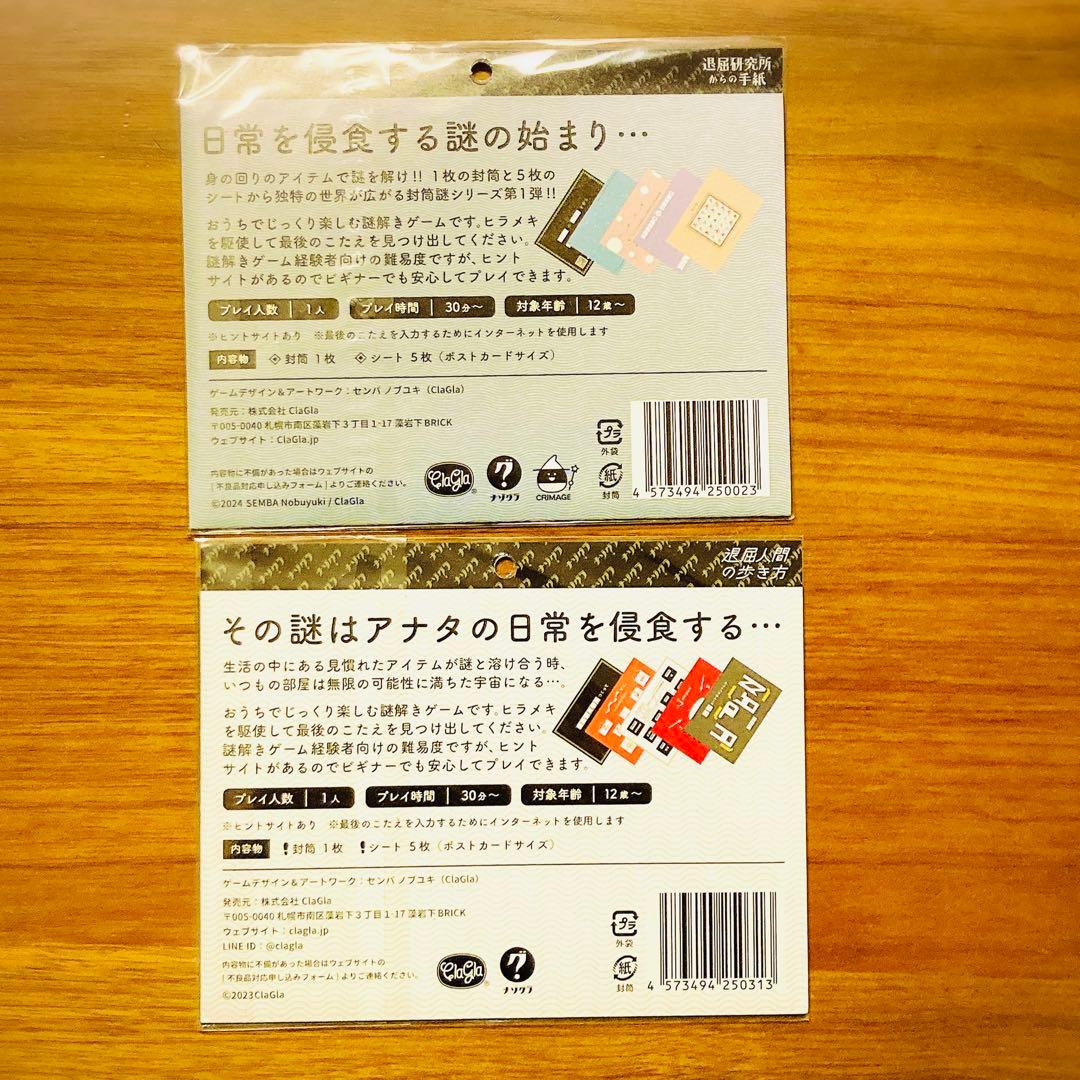 退屈研究所
からの手紙
日常を侵食する謎の始まり…
身の回りのアイテムで謎を解け!! 1枚の封筒と5枚の
シートから独特の世界が広がる封筒謎シリーズ第1弾!!
おうちでじっくり楽しむ謎解きゲームです。ヒラメキ
を駆使して最後のこたえを見つけ出してください。
謎解きゲーム経験者向けの難易度ですが、ヒント
サイトがあるのでビギナーでも安心してプレイできます。
プレイ人数 1人 プレイ時間 30分〜 対象年齢 12歳〜
※ヒントサイトあり ※最後のこたえを入力するためにインターネットを使用します
内容物 封筒 1枚 シート 5枚(ポストカードサイズ)
ゲームデザイン&アートワーク:センバ ノブユキ(ClaGla)
発売元:株式会社 ClaGla
〒005-0040 札幌市南区藻岩下3丁目1-17 藻岩下BRICK
ウェブサイト:ClaGla.jp
内容物に不備があった場合はウェブサイトの
[不良品対応申し込みフォーム]よりご連絡ください。
©2024 SEMBA Nobuyuki / ClaGla
ClaGla®
グ
ナゾグラ
CRIMAGE
プラ
外袋
紙
封筒
4 573494 250023
退屈人間
の歩き方
その謎はアナタの日常を侵食する…
生活の中にある見慣れたアイテムが謎と溶け合う時、
いつもの部屋は無限の可能性に満ちた宇宙になる…。
おうちでじっくり楽しむ謎解きゲームです。ヒラメキ
を駆使して最後のこたえを見つけ出してください。
謎解きゲーム経験者向けの難易度ですが、ヒント
サイトがあるのでビギナーでも安心してプレイできます。
プレイ人数 1人 プレイ時間 30分〜 対象年齢 12歳〜
※ヒントサイトあり ※最後のこたえを入力するためにインターネットを使用します
内容物 封筒 1枚 シート 5枚(ポストカードサイズ)
ゲームデザイン&アートワーク:センバ ノブユキ(ClaGla)
発売元:株式会社 ClaGla
〒005-0040 札幌市南区藻岩下3丁目1-17 藻岩下BRICK
ウェブサイト:clagla.jp
LINE ID:@clagla
内容物に不備があった場合はウェブサイトの
[不良品対応申し込みフォーム]よりご連絡ください。
©2023ClaGla
ClaGla®
グ
ナゾグラ
プラ
外袋
紙
封筒
4 573494 250313